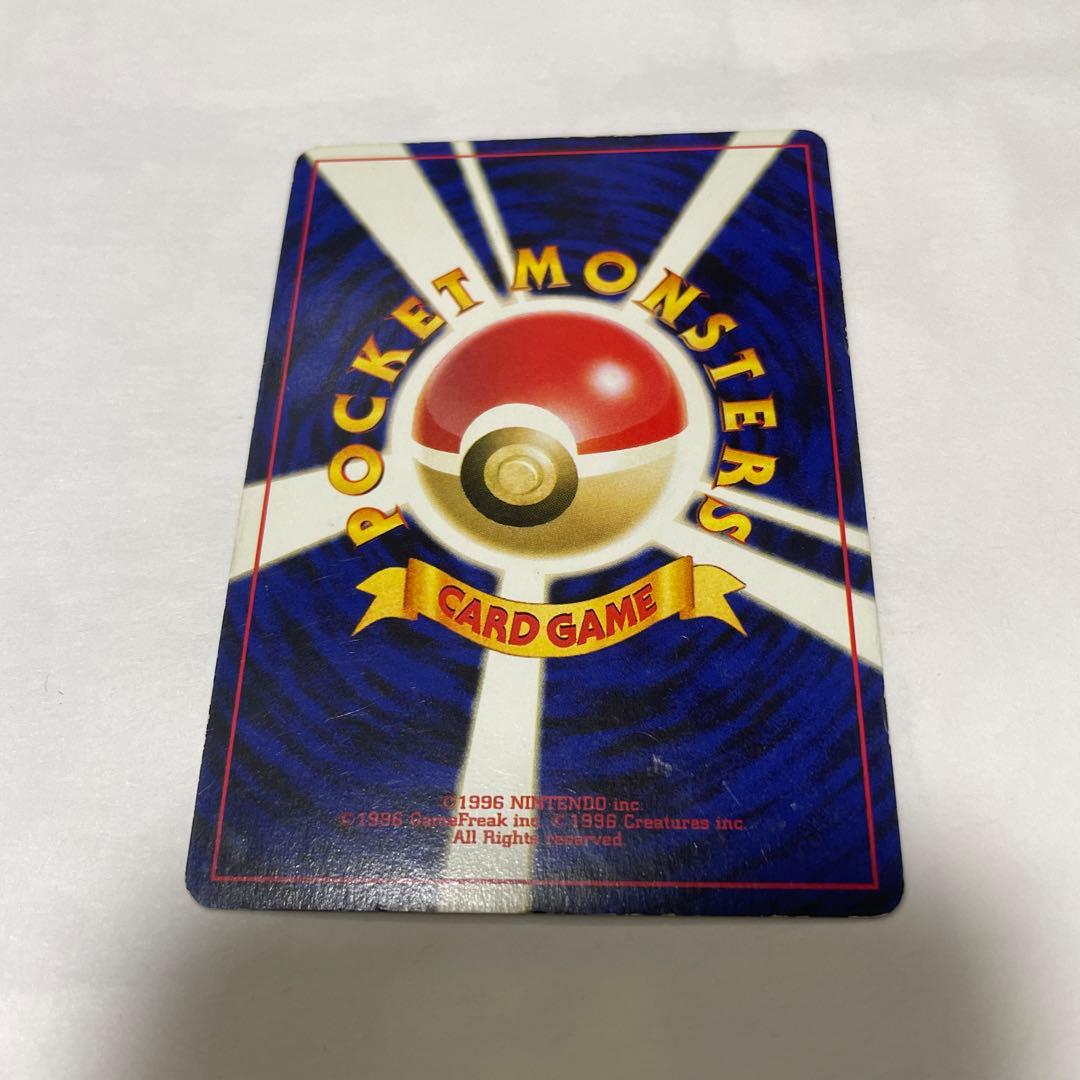 POCKET MONSTERS
CARD GAME
©1996 NINTENDO inc.
©1996 GameFreak inc. ©1996 Creatures inc.
All Rights reserved.